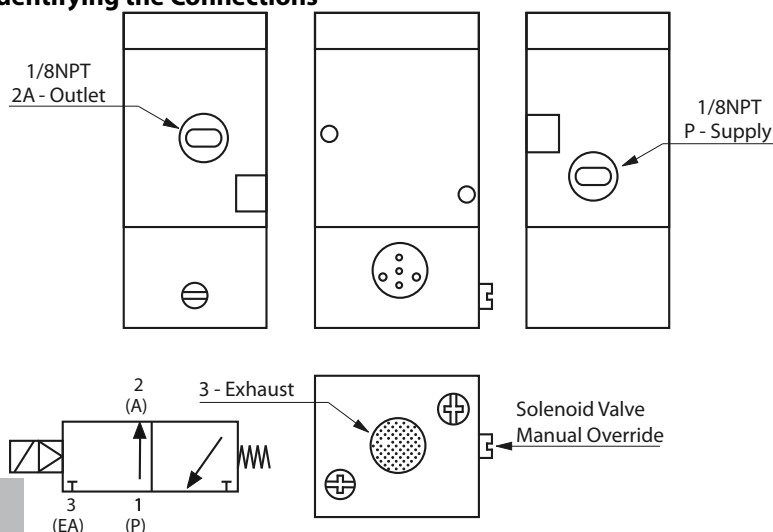 dentifying the Connections
1/8NPT
2A - Outlet
1/8NPT
P - Supply
2
(A)
3 - Exhaust
Solenoid Valve
Manual Override
3
(EA)
1
(P)